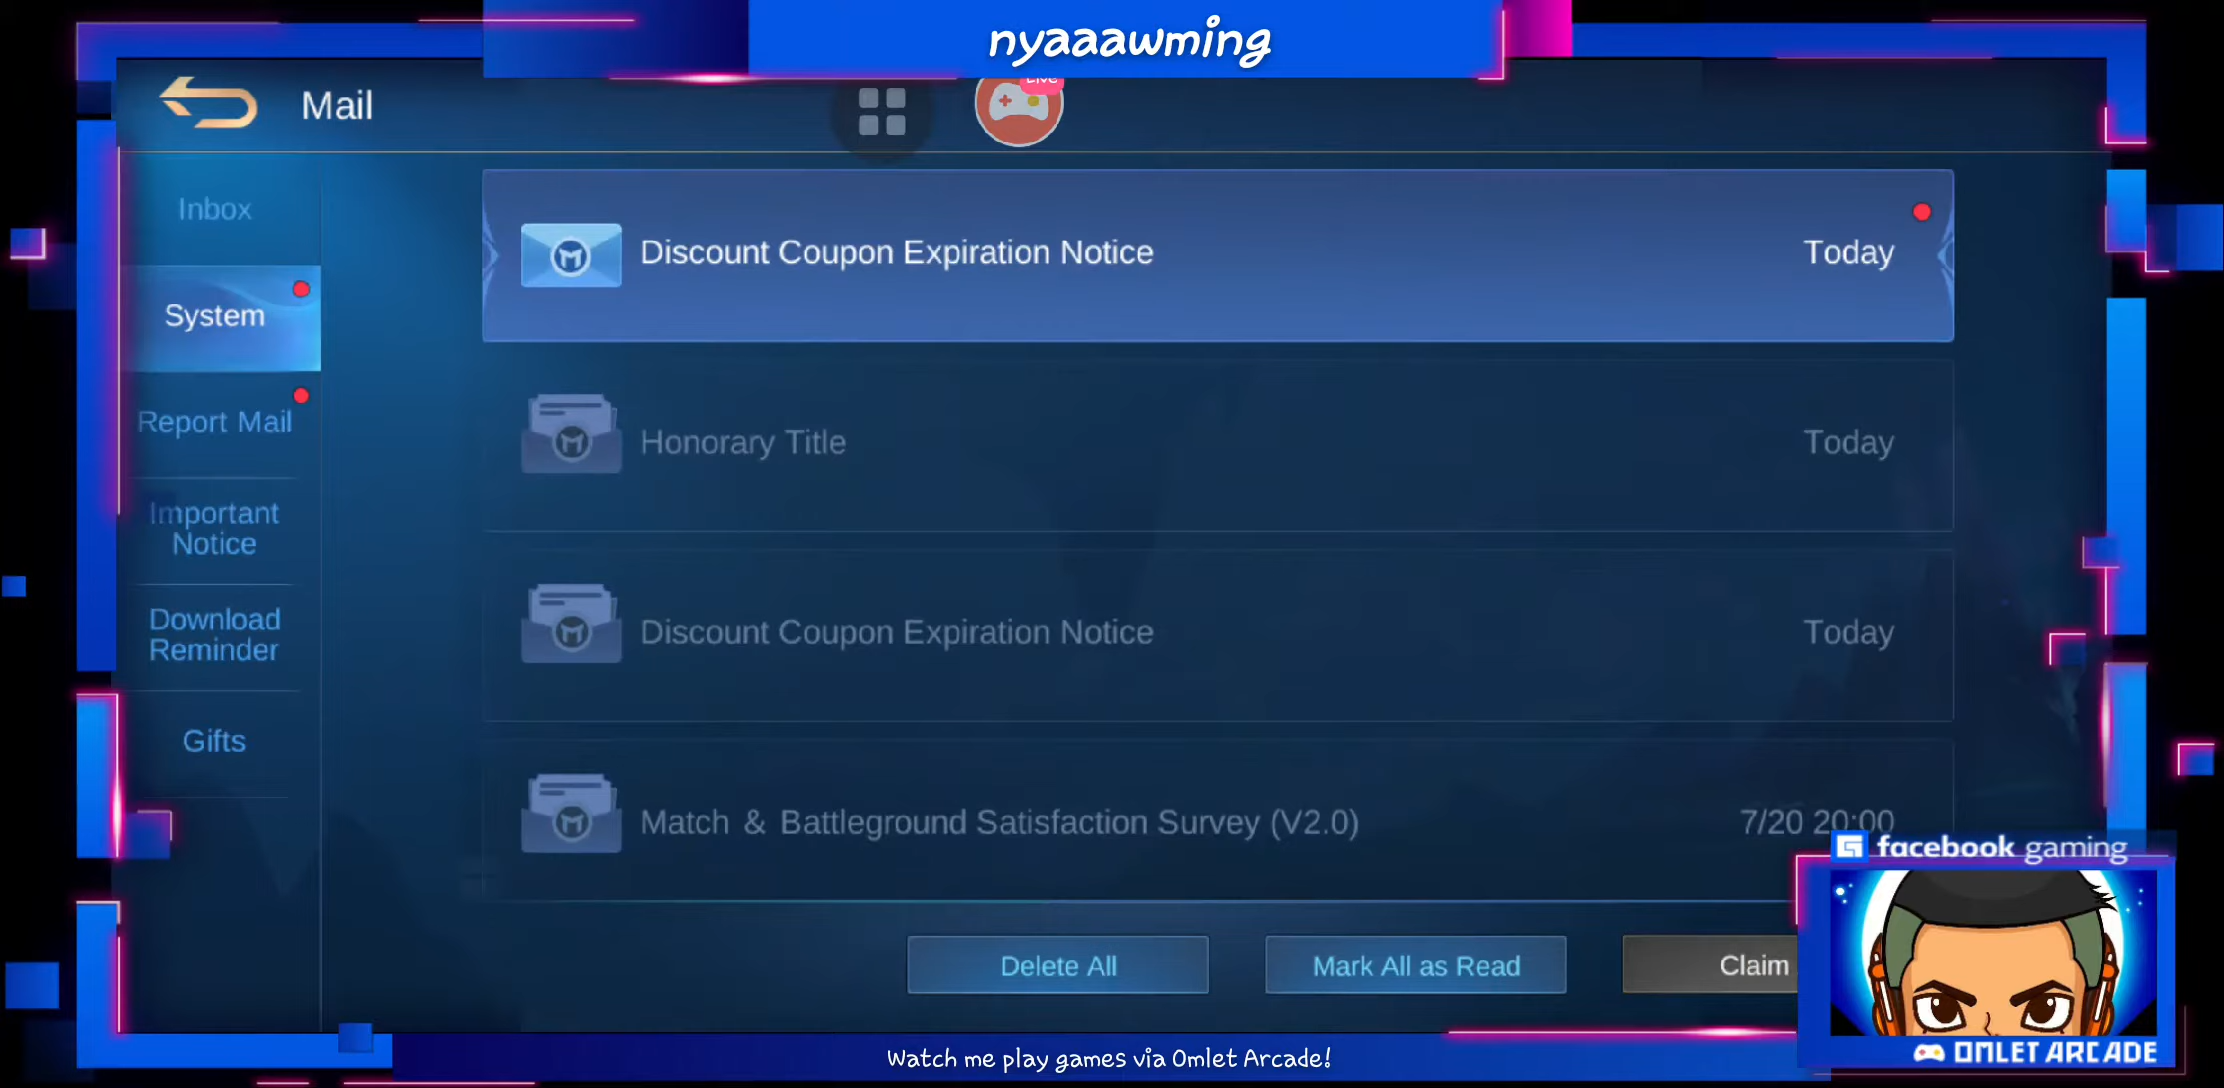 nyaaawming
Live
Mail
Inbox
System
Report Mail
Important
Notice
Download
Reminder
Gifts
Discount Coupon Expiration Notice Today
Honorary Title Today
Discount Coupon Expiration Notice Today
Match & Battleground Satisfaction Survey (V2.0) 7/20 20:00
Delete All
Mark All as Read
Claim
facebook gaming
OMLET ARCADE
Watch me play games via Omlet Arcade!